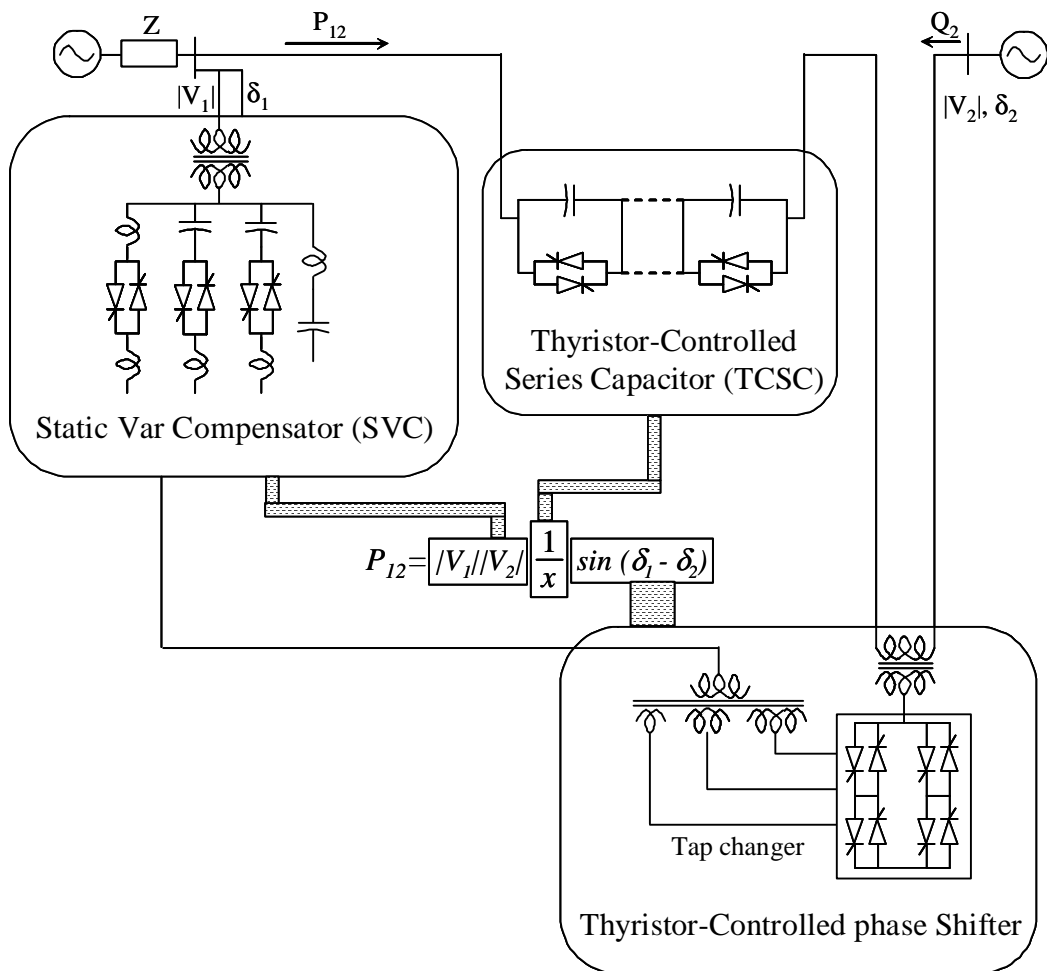 Z
P12
Q2
|V1|
δ1
|V2|, δ2
Thyristor-Controlled
Series Capacitor (TCSC)
Static Var Compensator (SVC)
P12= |V1||V2| 1/x sin (δ1 - δ2)
Tap changer
Thyristor-Controlled phase Shifter